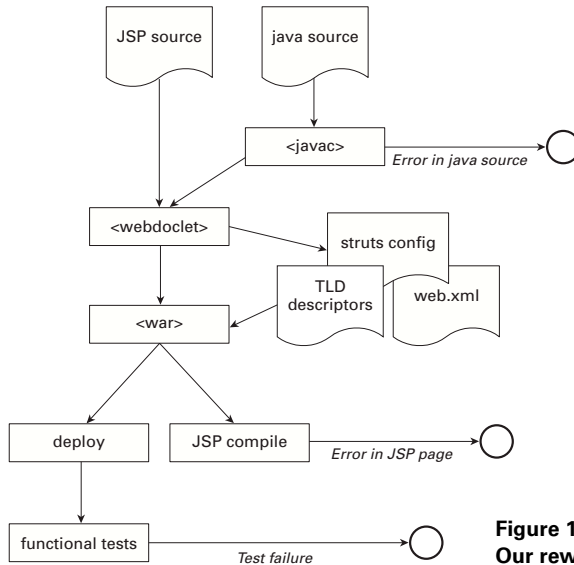 JSP source
java source
<javac>
Error in java source
<webdoclet>
struts config
TLD
descriptors
web.xml
<war>
deploy
JSP compile
Error in JSP page
functional tests
Test failure
Figure 1
Our rew